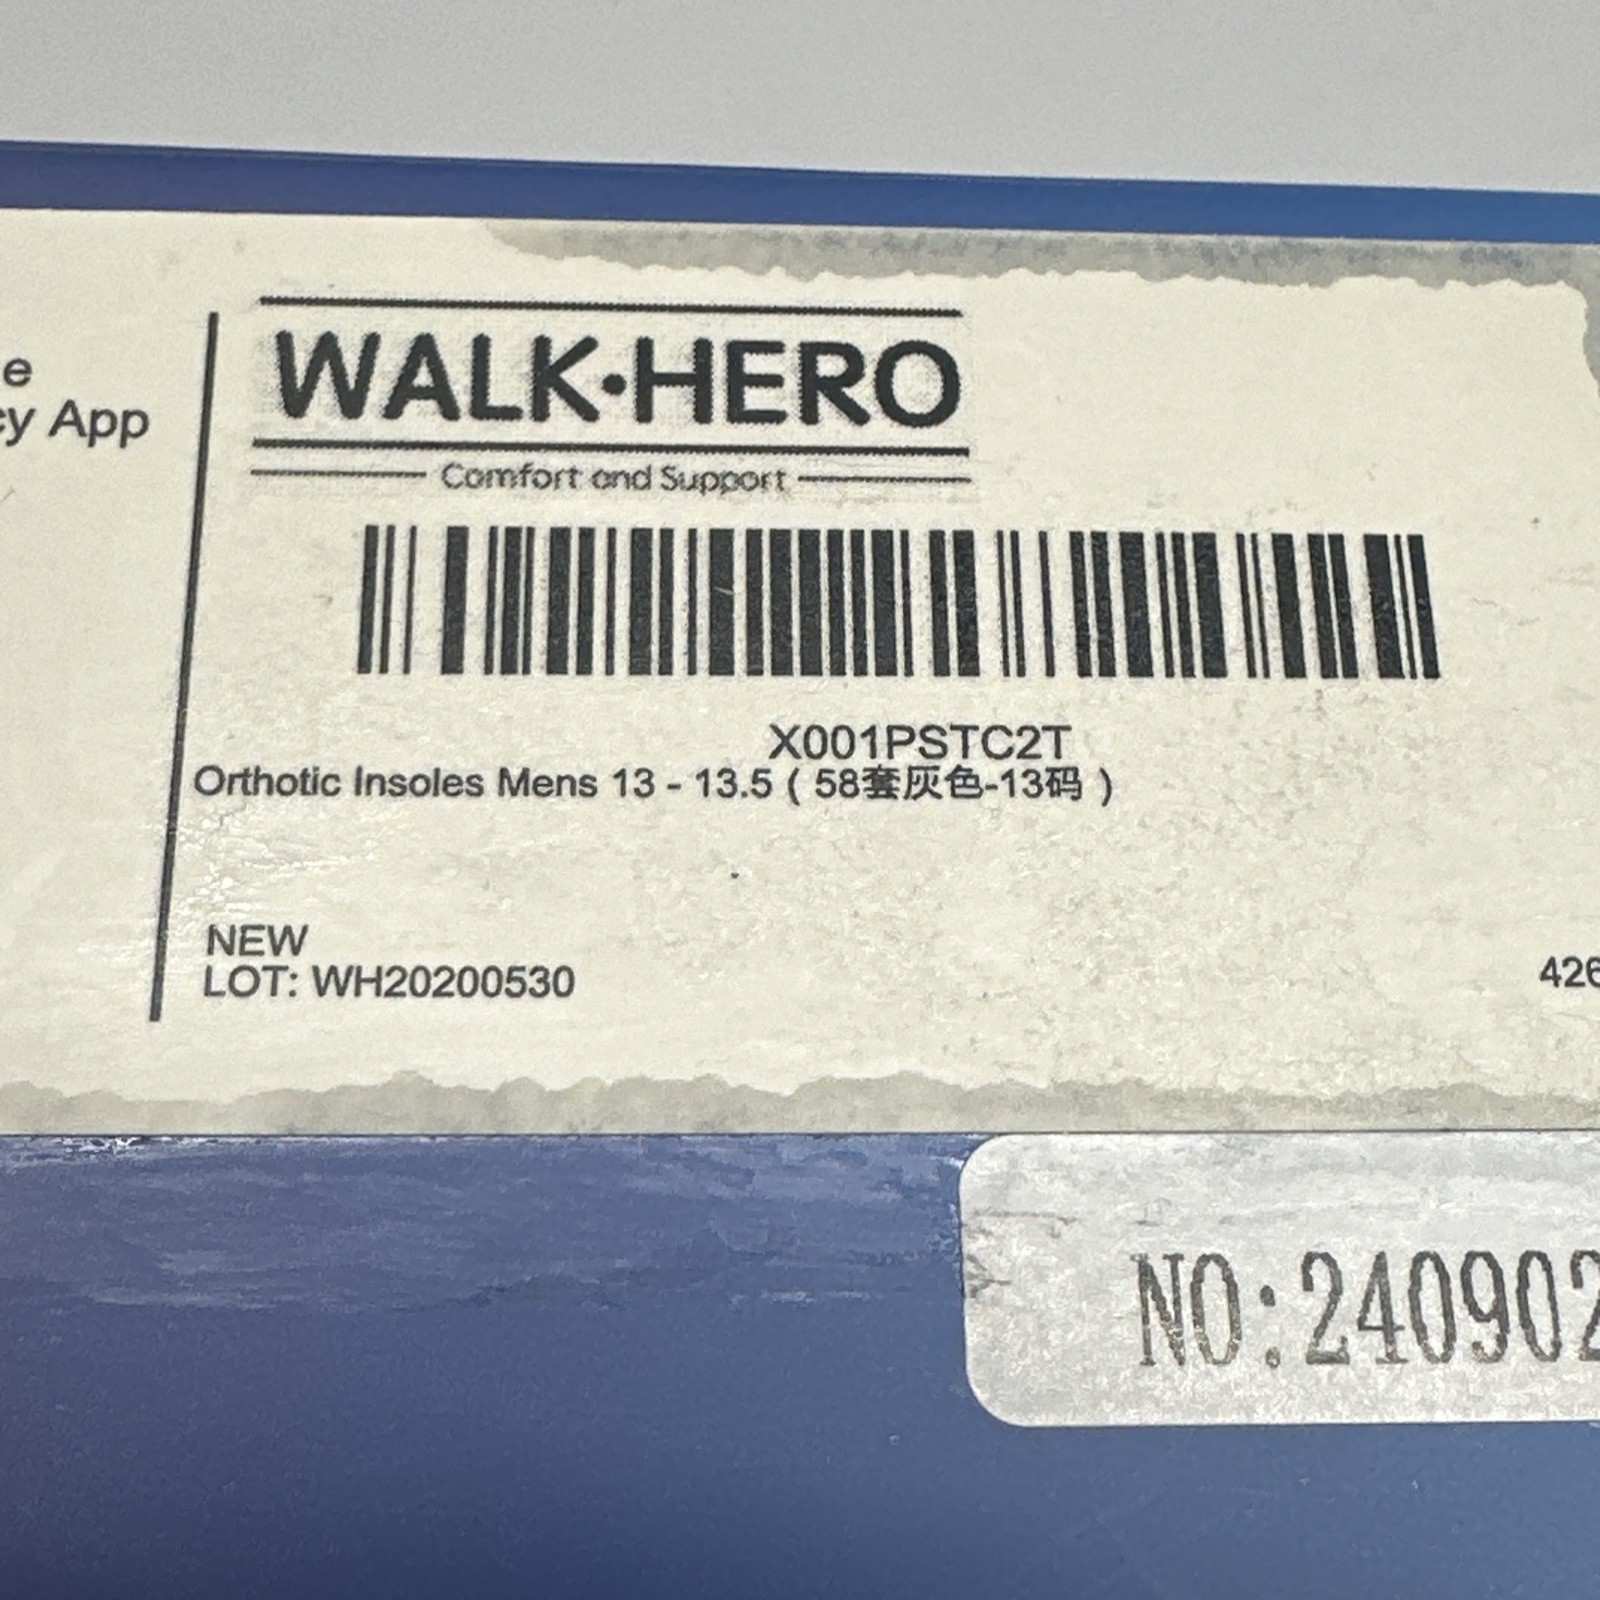 e
cy App
WALK·HERO
Comfort and Support
X001PSTC2T
Orthotic Insoles Mens 13 - 13.5 ( 58套灰色-13码 )
NEW
LOT: WH20200530
426
NO:240902